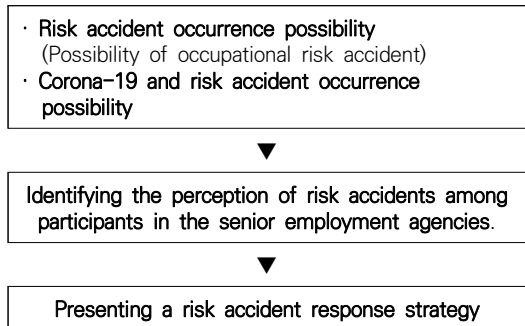 · Risk accident occurrence possibility
(Possibility of occupational risk accident)
· Corona-19 and risk accident occurrence
possibility
▼
Identifying the perception of risk accidents among
participants in the senior employment agencies.
▼
Presenting a risk accident response strategy